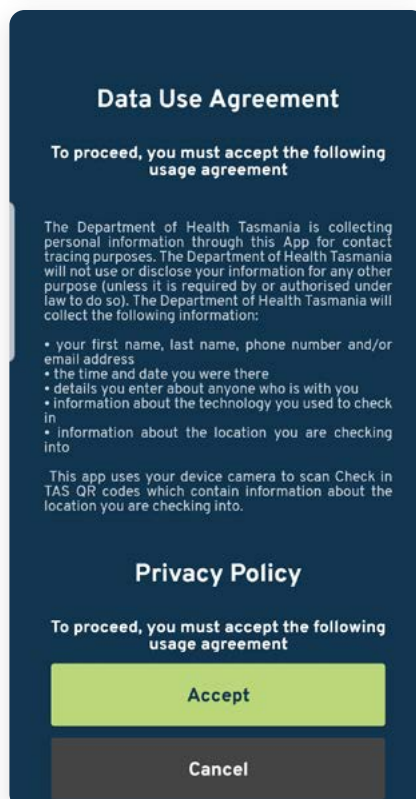 Data Use Agreement
To proceed, you must accept the following
usage agreement
The Department of Health Tasmania is collecting
personal information through this App for contact
tracing purposes. The Department of Health Tasmania
will not use or disclose your information for any other
purpose (unless it is required by or authorised under
law to do so). The Department of Health Tasmania will
collect the following information:
• your first name, last name, phone number and/or
email address
• the time and date you were there
• details you enter about anyone who is with you
• information about the technology you used to check
in
• information about the location you are checking
into
This app uses your device camera to scan Check in
TAS QR codes which contain information about the
location you are checking into.
Privacy Policy
To proceed, you must accept the following
usage agreement
Accept
Cancel